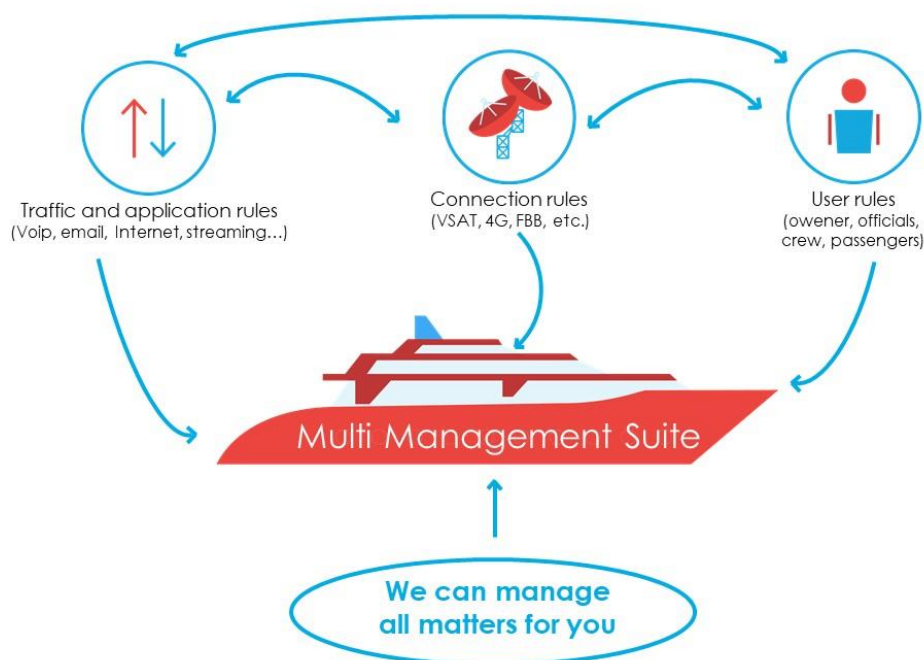 Traffic and application rules
(Voip, email, Internet, streaming...)
Connection rules
(VSAT, 4G, FBB, etc.)
User rules
(owener, officials,
crew, passengers)
Multi Management Suite
We can manage
all matters for you